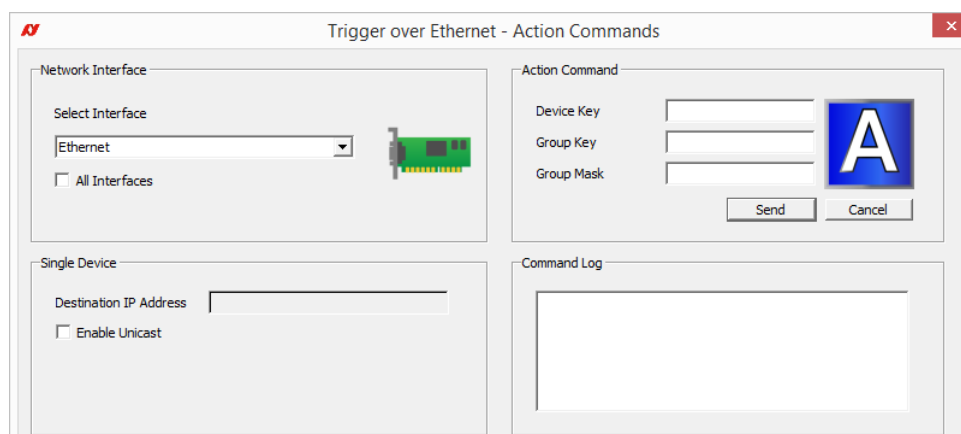 Trigger over Ethernet - Action Commands
Network Interface
Select Interface
Ethernet
All Interfaces
Action Command
Device Key
Group Key
Group Mask
A
Send Cancel
Single Device
Destination IP Address
Enable Unicast
Command Log